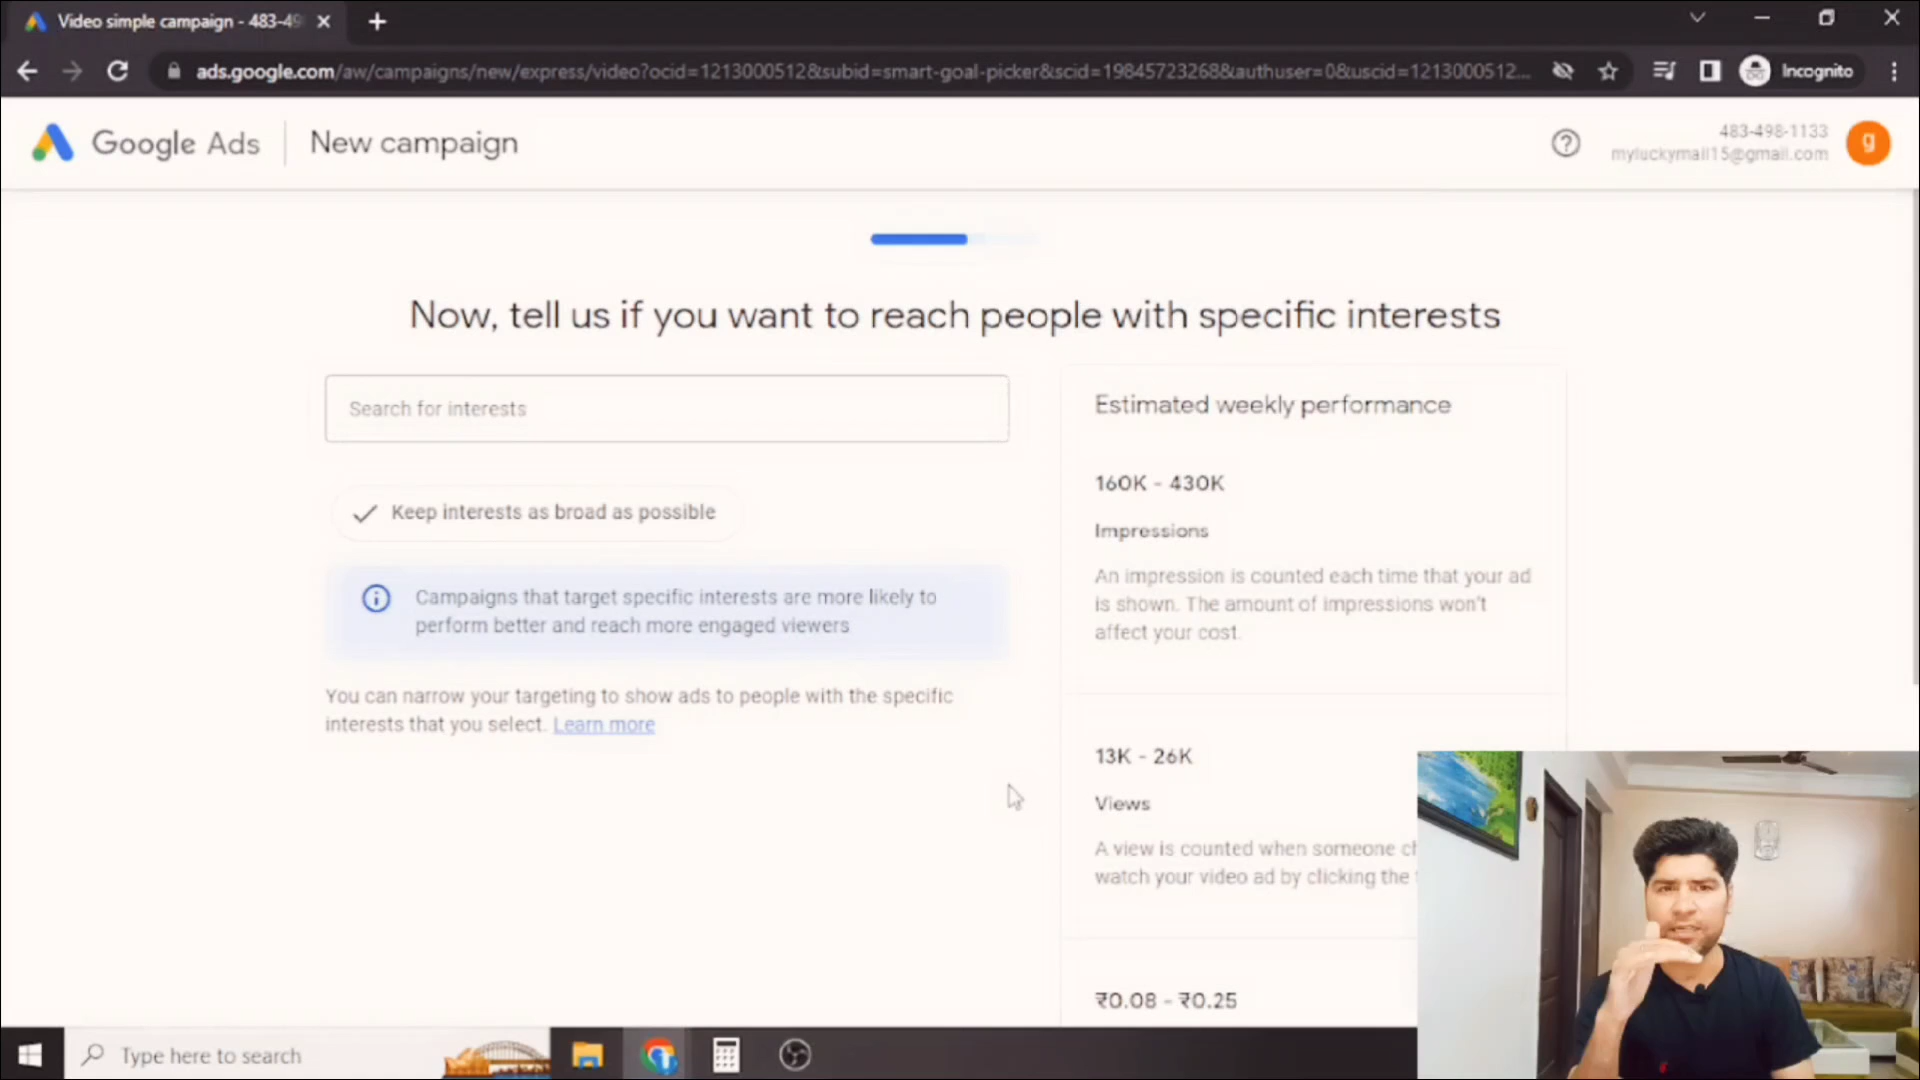 Video simple campaign - 483-49
ads.google.com/aw/campaigns/new/express/video?ocid=1213000512&subid=smart-goal-picker&scid=19845723268&authuser=0&uscid=1213000512...
Incognito
Google Ads
New campaign
483-498-1133
myluckymall15@gmail.com
g
Now, tell us if you want to reach people with specific interests
Search for interests
Keep interests as broad as possible
Campaigns that target specific interests are more likely to
perform better and reach more engaged viewers
You can narrow your targeting to show ads to people with the specific
interests that you select. Learn more
Estimated weekly performance
160K - 430K
Impressions
An impression is counted each time that your ad
is shown. The amount of impressions won't
affect your cost.
13K - 26K
Views
A view is counted when someone ch
watch your video ad by clicking the
₹0.08 - ₹0.25
Type here to search